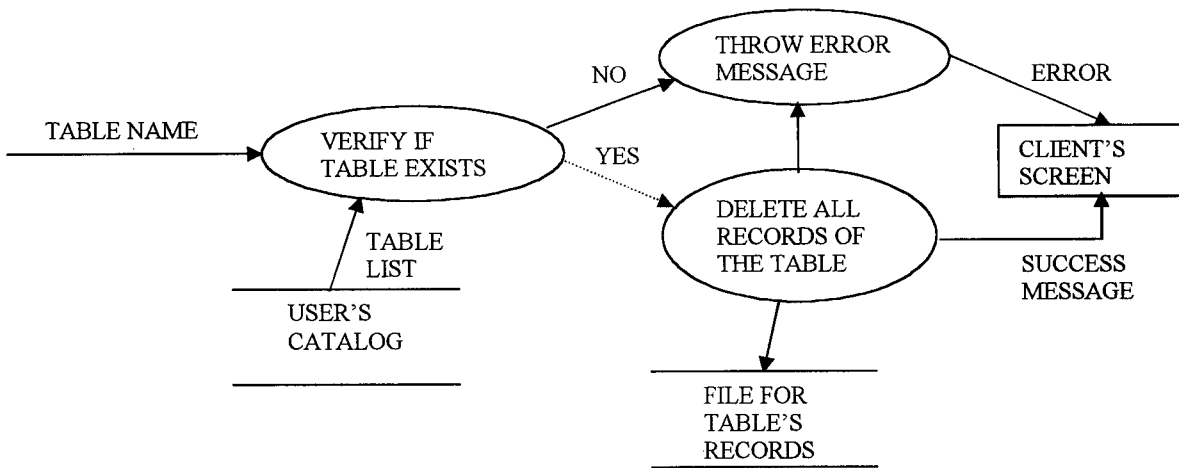 THROW ERROR
MESSAGE
NO
ERROR
TABLE NAME
VERIFY IF
TABLE EXISTS
YES
CLIENT'S
SCREEN
DELETE ALL
RECORDS OF
THE TABLE
TABLE
LIST
SUCCESS
MESSAGE
USER'S
CATALOG
FILE FOR
TABLE'S
RECORDS